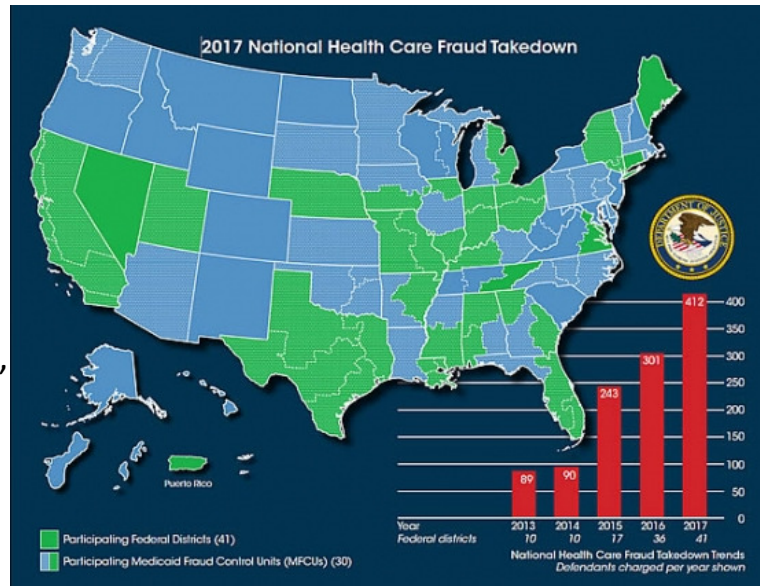 2017 National Health Care Fraud Takedown
DEPARTMENT OF JUSTICE
412
400
350
301
300
243
250
200
150
89
90
100
50
0
Puerto Rico
Participating Federal Districts (41)
Participating Medicaid Fraud Control Units (MFCUs) (30)
Year 2013 2014 2015 2016 2017
Federal districts 10 10 17 36 41
National Health Care Fraud Takedown Trends
Defendants charged per year shown
,